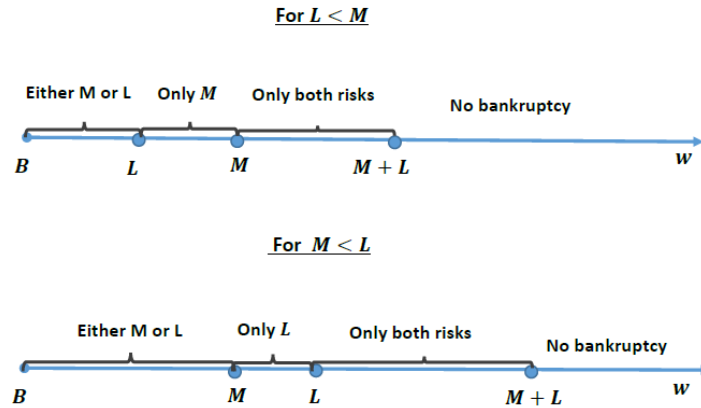 For L < M
Either M or L Only M Only both risks No bankruptcy
B L M M + L w
For M < L
Either M or L Only L Only both risks No bankruptcy
B M L M + L w